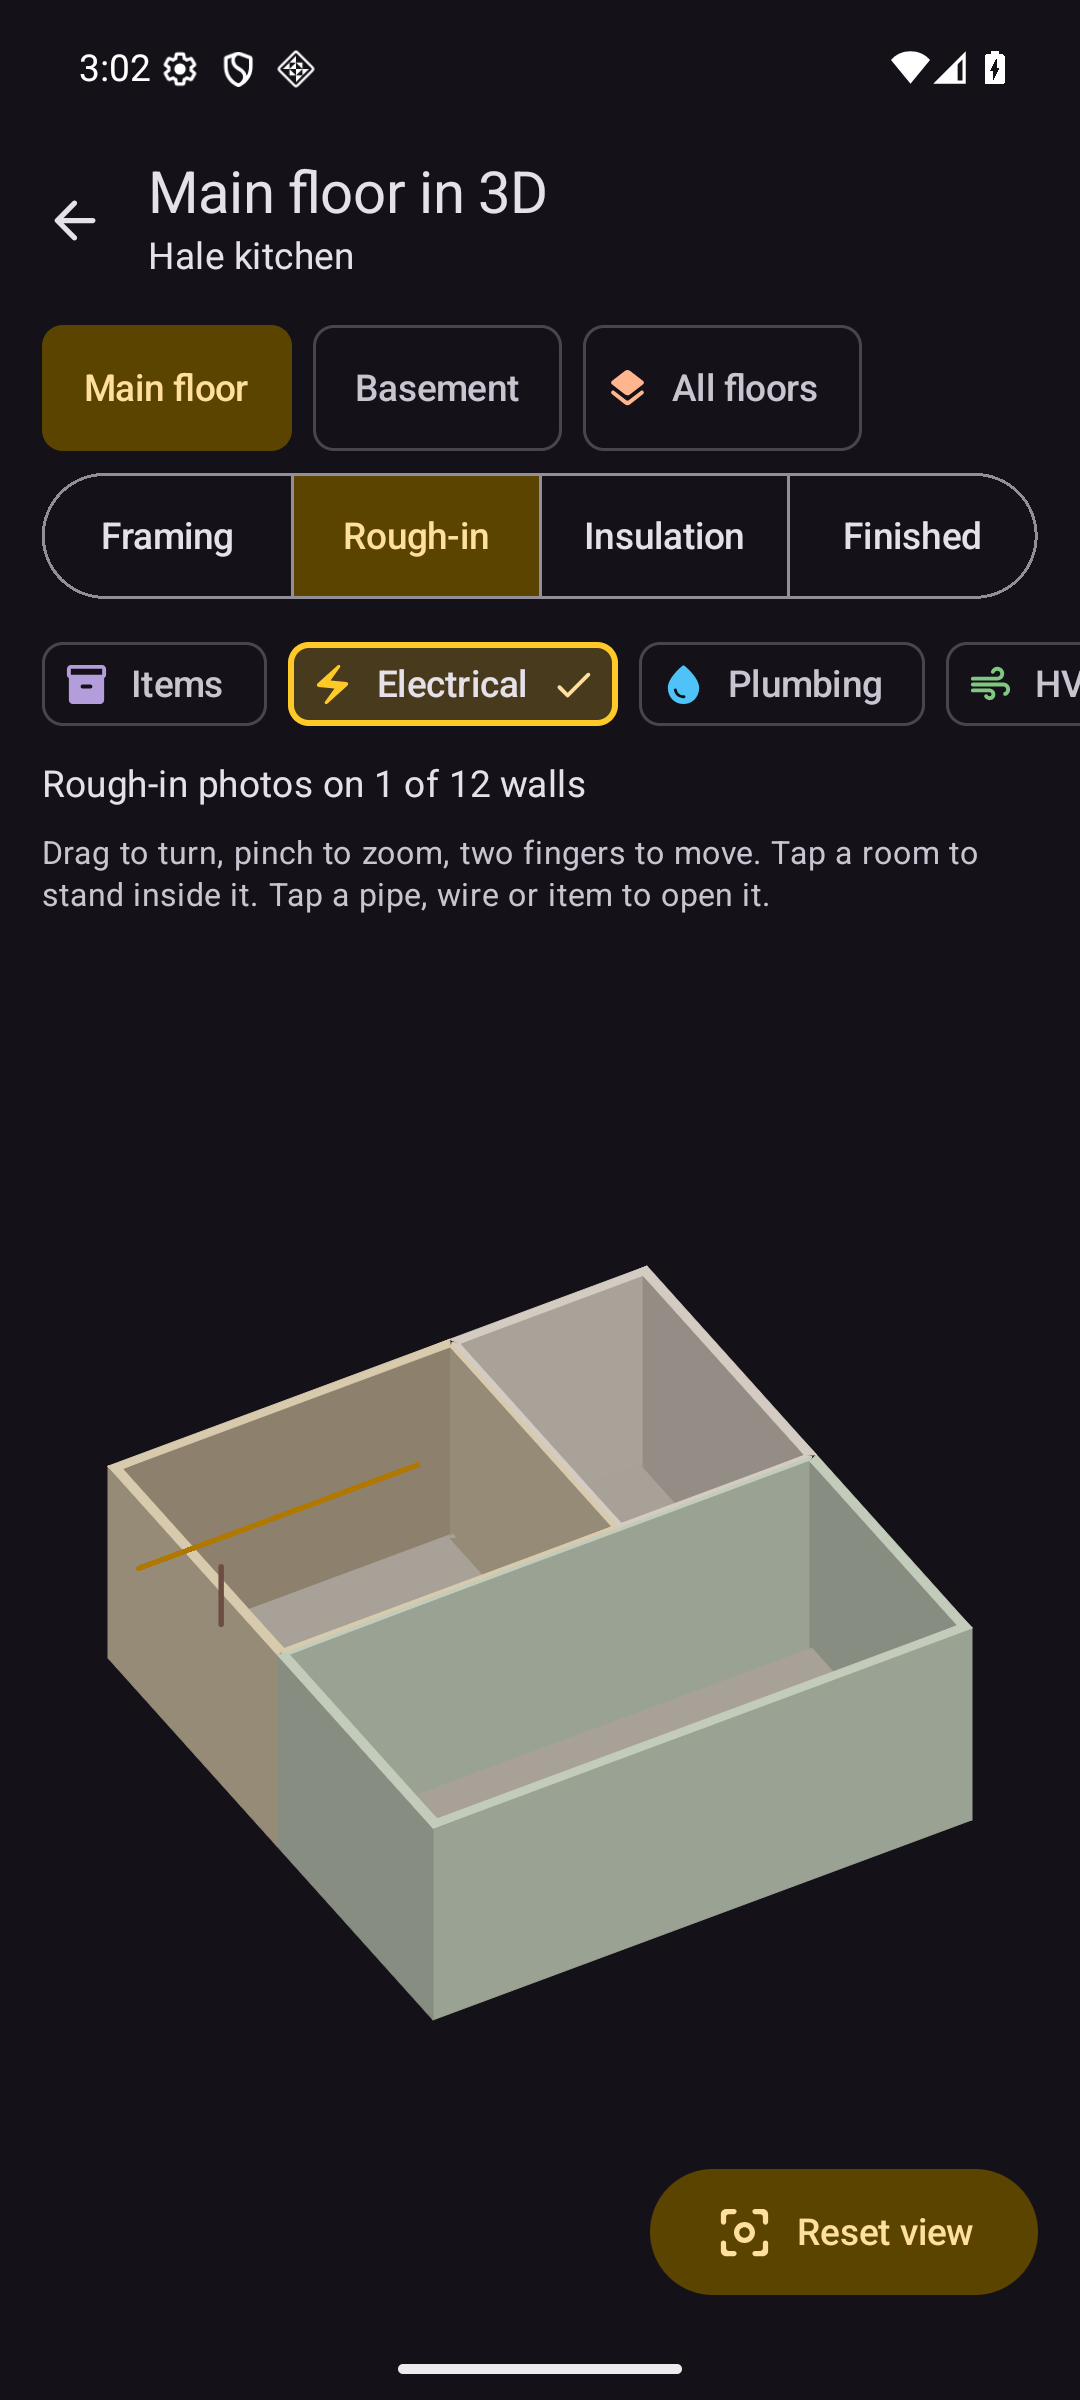 3:02
Main floor in 3D
Hale kitchen
Main floor
Basement
All floors
Framing
Rough-in
Insulation
Finished
Items
Electrical
Plumbing
HV
Rough-in photos on 1 of 12 walls
Drag to turn, pinch to zoom, two fingers to move. Tap a room to
stand inside it. Tap a pipe, wire or item to open it.
Reset view